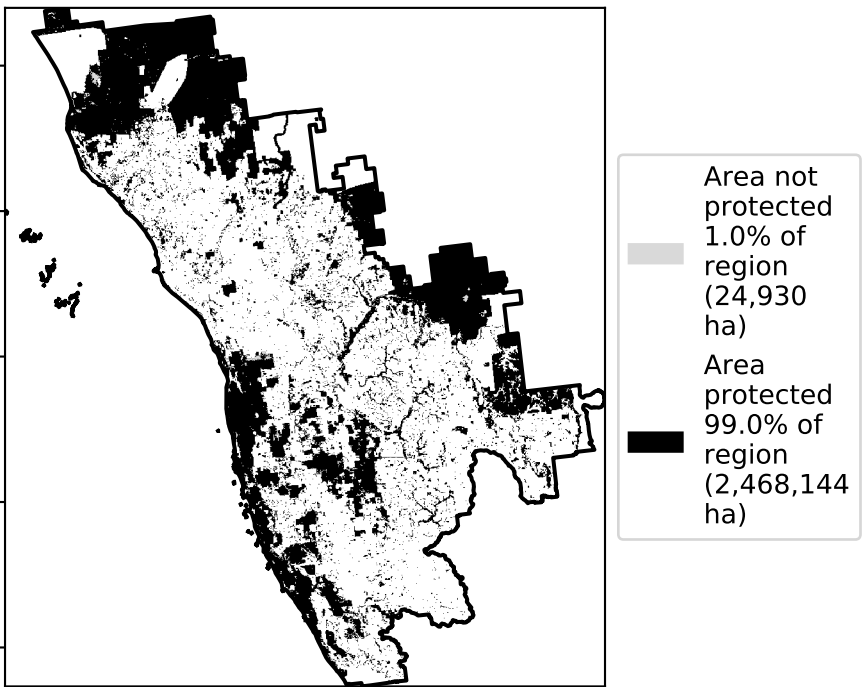 Area not
protected
1.0% of
region
(24,930
ha)
Area
protected
99.0% of
region
(2,468,144
ha)